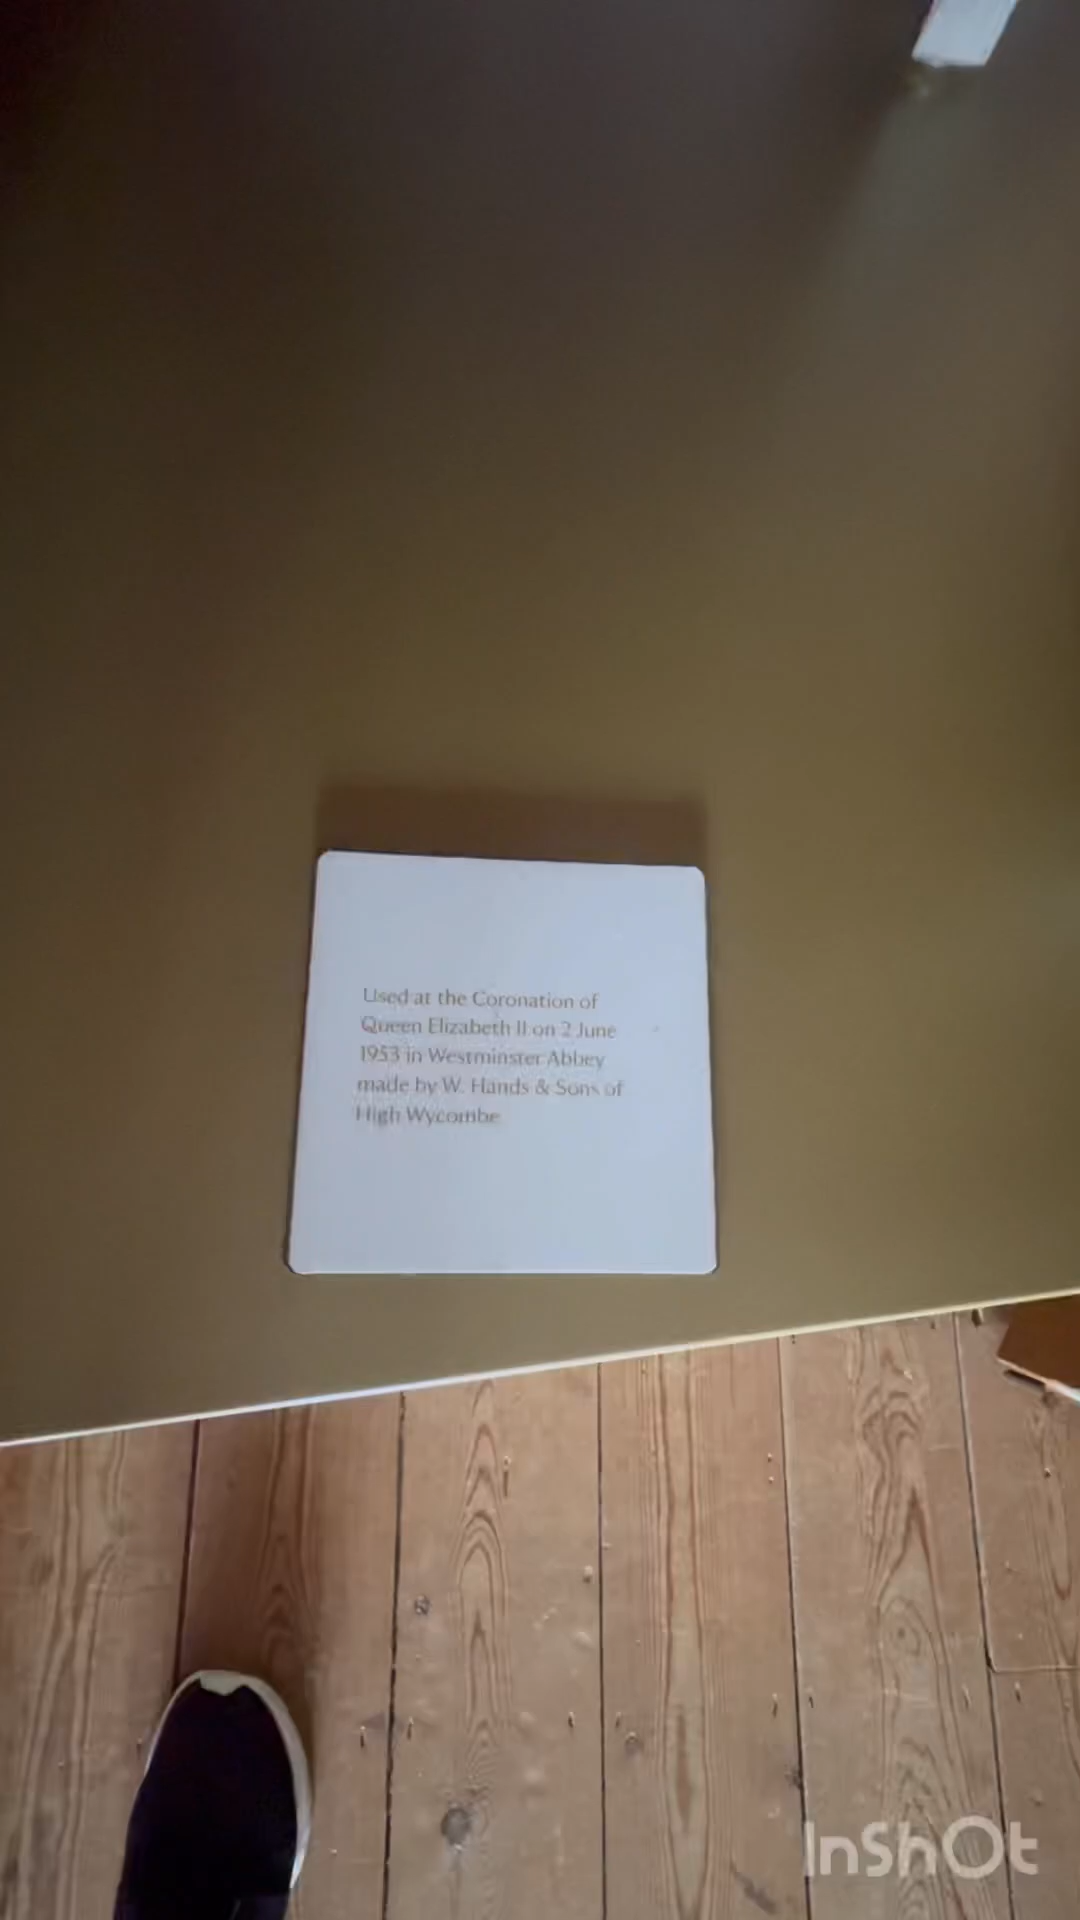 Used at the Coronation of
Queen Elizabeth II on 2 June
1953 in Westminster Abbey
made by W. Hands & Sons of
High Wycombe
InShOt